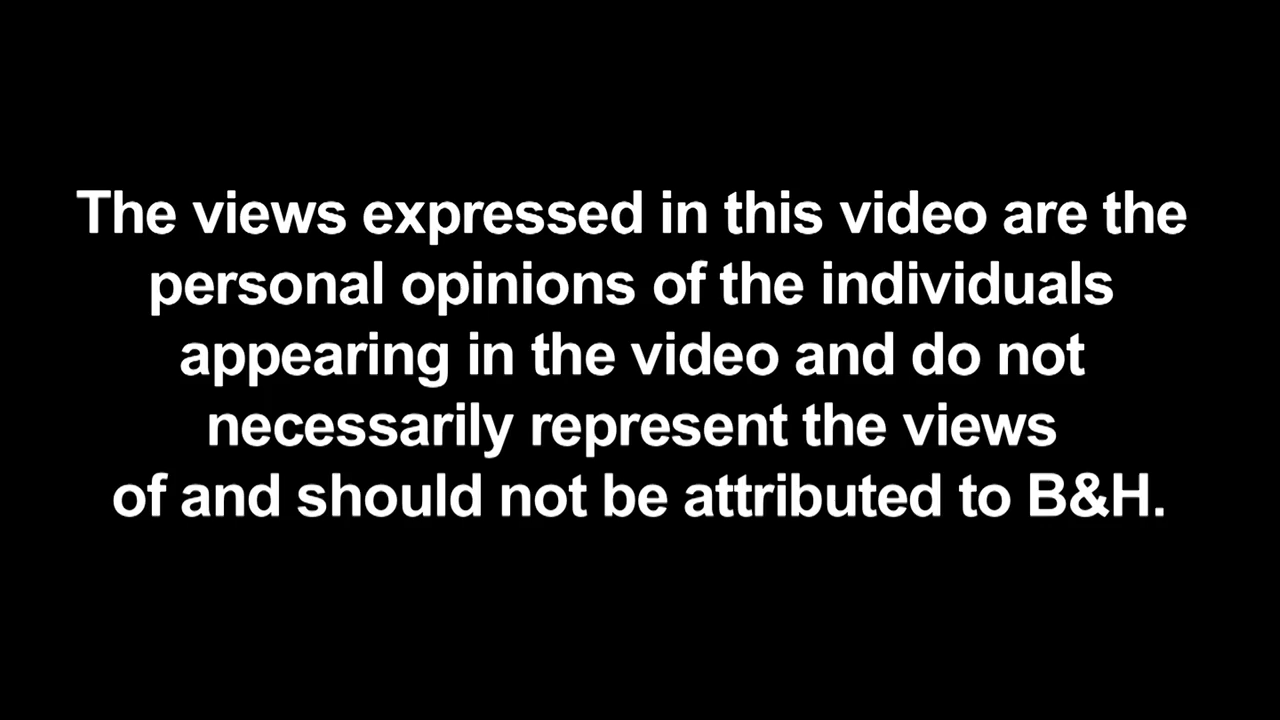 The views expressed in this video are the
personal opinions of the individuals
appearing in the video and do not
necessarily represent the views
of and should not be attributed to B&H.